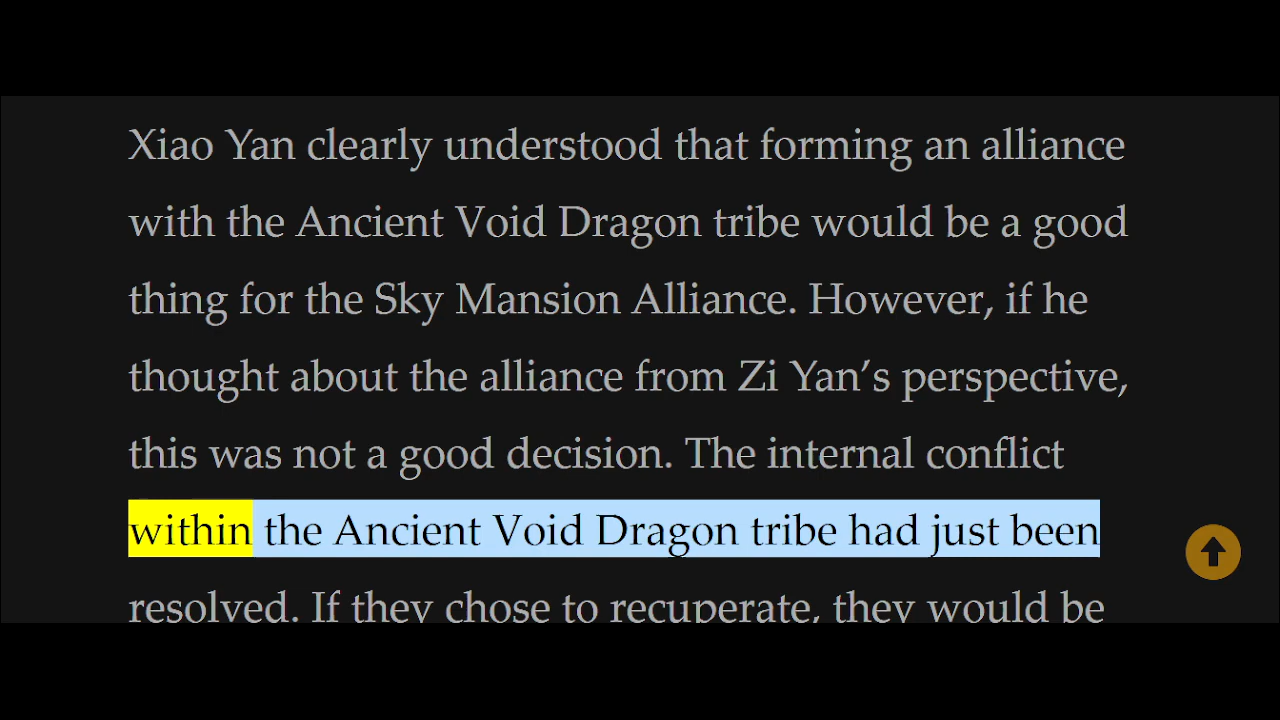 Xiao Yan clearly understood that forming an alliance
with the Ancient Void Dragon tribe would be a good
thing for the Sky Mansion Alliance. However, if he
thought about the alliance from Zi Yan’s perspective,
this was not a good decision. The internal conflict
within the Ancient Void Dragon tribe had just been
resolved. If they chose to recuperate, they would be